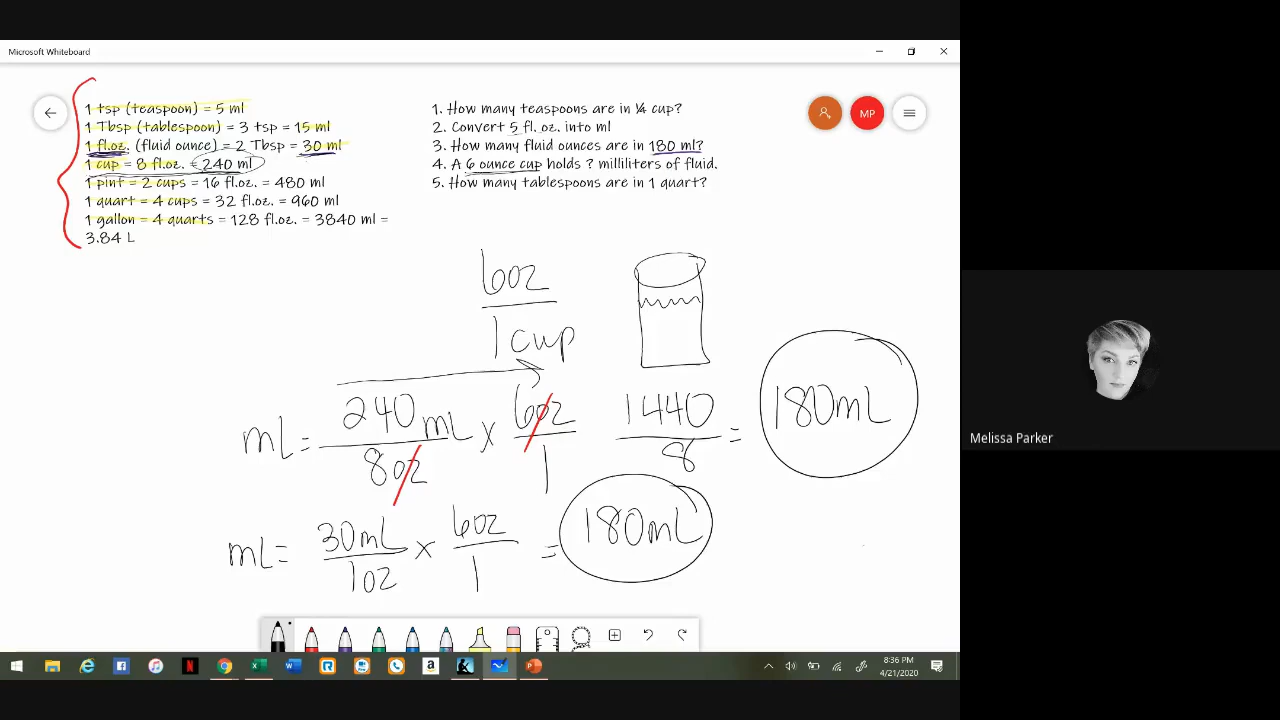 Microsoft Whiteboard
1 tsp (teaspoon) = 5 ml
1 Tbsp (tablespoon) = 3 tsp = 15 ml
1 fl.oz. (fluid ounce) = 2 Tbsp = 30 ml
1 cup = 8 fl.oz. = 240 ml
1 pint = 2 cups = 16 fl.oz. = 480 ml
1 quart = 4 cups = 32 fl.oz. = 960 ml
1 gallon = 4 quarts = 128 fl.oz. = 3840 ml =
3.84 L
1. How many teaspoons are in ¼ cup?
2. Convert 5 fl. oz. into ml
3. How many fluid ounces are in 180 ml?
4. A 6 ounce cup holds ? milliliters of fluid.
5. How many tablespoons are in 1 quart?
MP
6oz
1 cup
mL = 240 mL x 6oz 1440 = 180mL
8oz 1 8
mL = 30mL x 6oz = 180mL
1oz 1
Melissa Parker
8:36 PM
4/21/2020